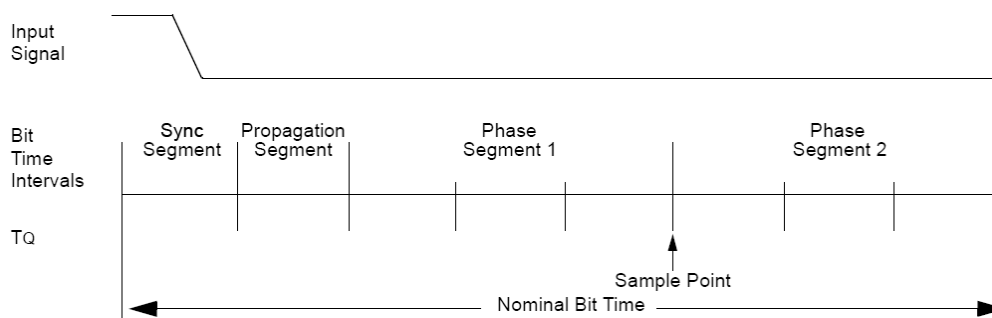 Input
Signal
Bit
Time
Intervals
Sync
Segment
Propagation
Segment
Phase
Segment 1
Phase
Segment 2
TQ
Sample Point
Nominal Bit Time